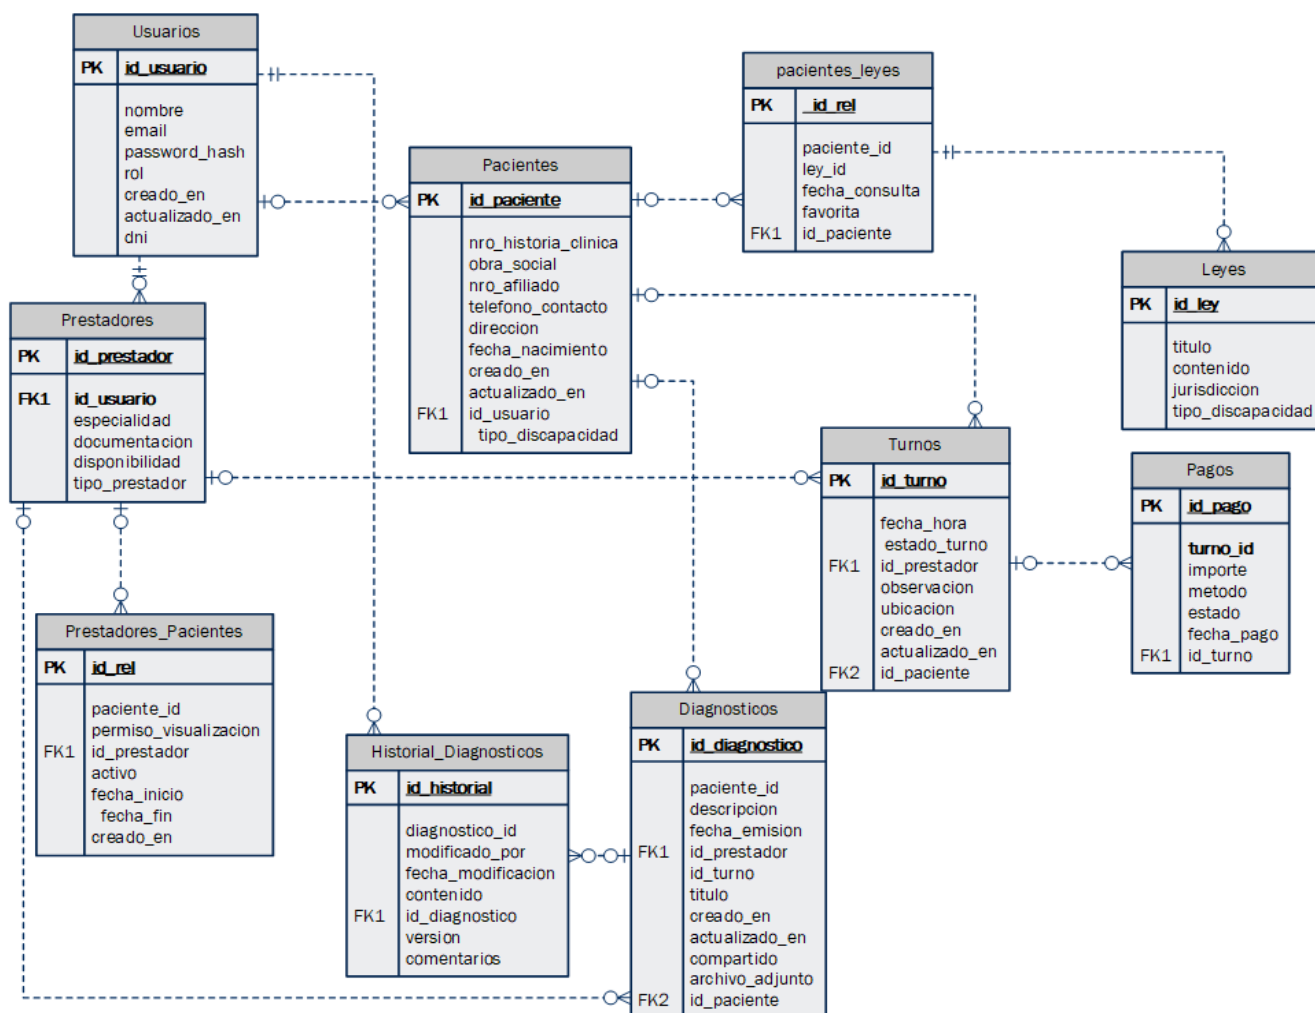 Usuarios
PK id_usuario
nombre
email
password_hash
rol
creado_en
actualizado_en
dni
pacientes_leyes
PK _id_rel
paciente_id
ley_id
fecha_consulta
favorita
FK1 id_paciente
Pacientes
PK id_paciente
nro_historia_clinica
obra_social
nro_afiliado
telefono_contacto
direccion
fecha_nacimiento
creado_en
actualizado_en
FK1 id_usuario
tipo_discapacidad
Leyes
PK id_ley
titulo
contenido
jurisdiccion
tipo_discapacidad
Prestadores
PK id_prestador
FK1 id_usuario
especialidad
documentacion
disponibilidad
tipo_prestador
Turnos
PK id_turno
fecha_hora
estado_turno
FK1 id_prestador
observacion
ubicacion
creado_en
actualizado_en
FK2 id_paciente
Pagos
PK id_pago
turno_id
importe
metodo
estado
fecha_pago
FK1 id_turno
Prestadores_Pacientes
PK id_rel
paciente_id
permiso_visualizacion
FK1 id_prestador
activo
fecha_inicio
fecha_fin
creado_en
Historial_Diagnosticos
PK id_historial
diagnostico_id
modificado_por
fecha_modificacion
contenido
FK1 id_diagnostico
version
comentarios
Diagnosticos
PK id_diagnostico
paciente_id
descripcion
fecha_emision
FK1 id_prestador
id_turno
titulo
creado_en
actualizado_en
compartido
archivo_adjunto
FK2 id_paciente